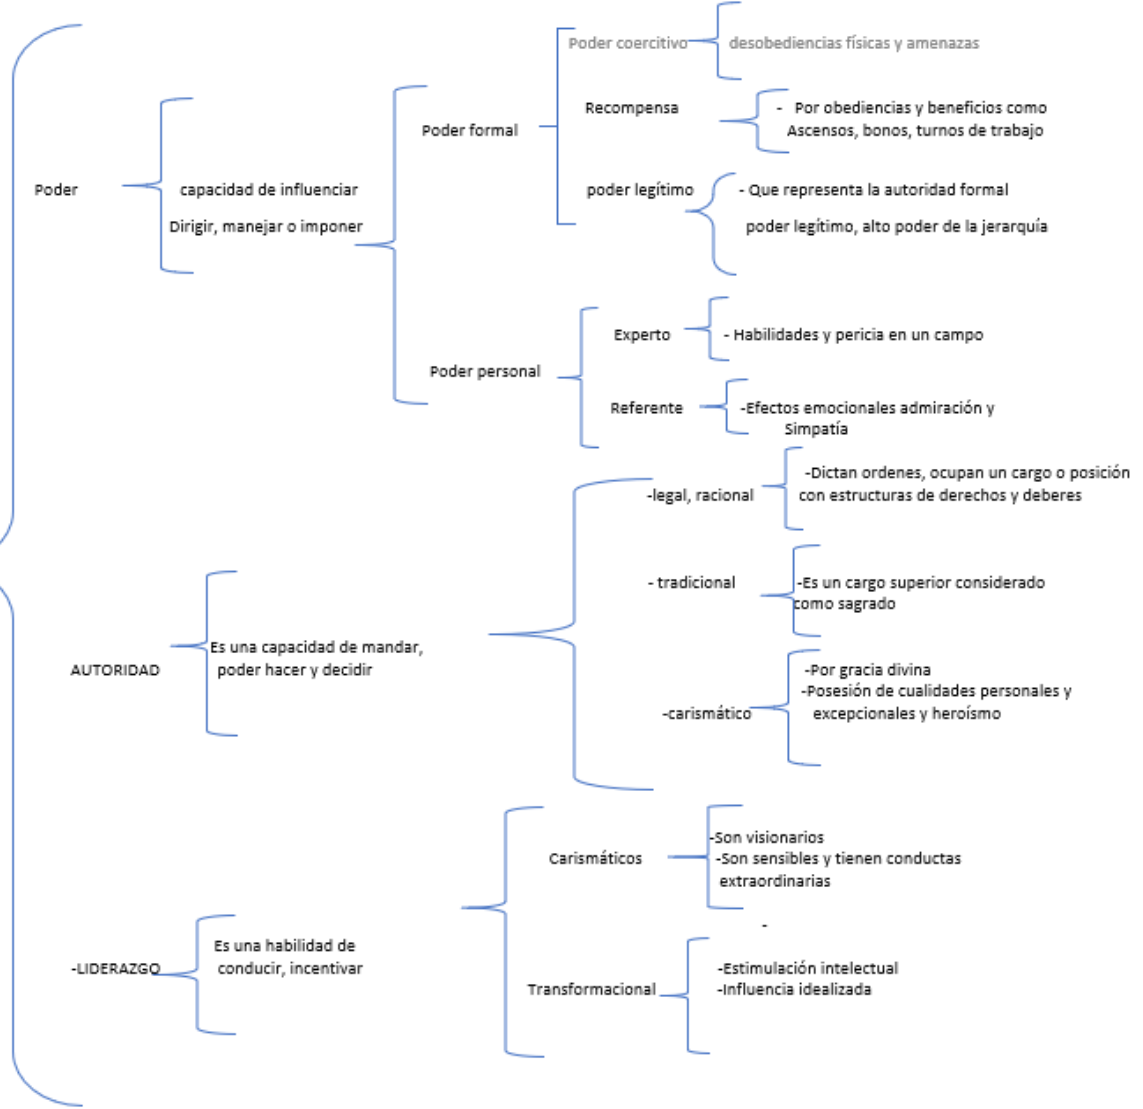 Poder
capacidad de influenciar
Dirigir, manejar o imponer
Poder formal
Poder coercitivo
desobediencias físicas y amenazas
Recompensa
- Por obediencias y beneficios como
Ascensos, bonos, turnos de trabajo
poder legítimo
- Que representa la autoridad formal
poder legítimo, alto poder de la jerarquía
Poder personal
Experto
- Habilidades y pericia en un campo
Referente
-Efectos emocionales admiración y
Simpatía
AUTORIDAD
Es una capacidad de mandar,
poder hacer y decidir
-legal, racional
-Dictan ordenes, ocupan un cargo o posición
con estructuras de derechos y deberes
- tradicional
-Es un cargo superior considerado
como sagrado
-carismático
-Por gracia divina
-Posesión de cualidades personales y
excepcionales y heroísmo
-LIDERAZGO
Es una habilidad de
conducir, incentivar
Carismáticos
-Son visionarios
-Son sensibles y tienen conductas
extraordinarias
-
Transformacional
-Estimulación intelectual
-Influencia idealizada